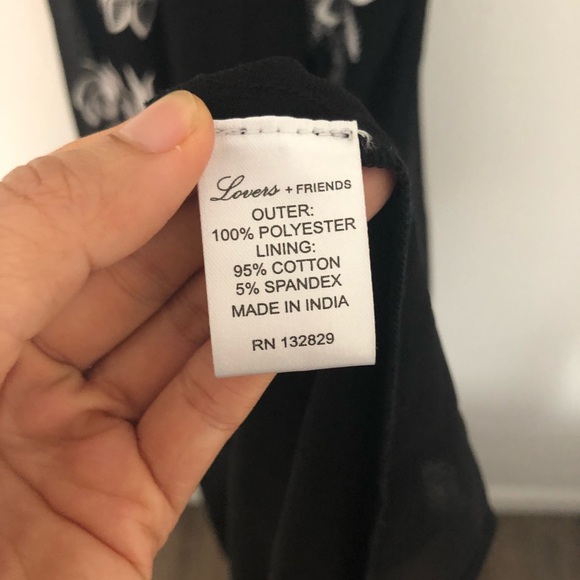 Lovers + FRIENDS
OUTER:
100% POLYESTER
LINING:
95% COTTON
5% SPANDEX
MADE IN INDIA
RN 132829